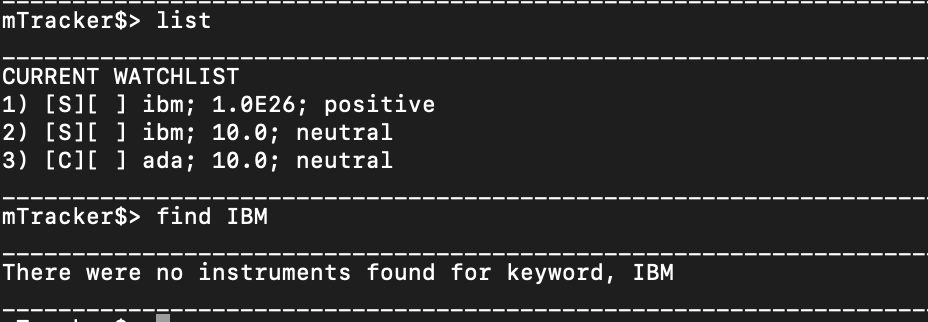 mTracker$> list
CURRENT WATCHLIST
1) [S][ ] ibm; 1.0E26; positive
2) [S][ ] ibm; 10.0; neutral
3) [C][ ] ada; 10.0; neutral
mTracker$> find IBM
There were no instruments found for keyword, IBM
mTracker$>